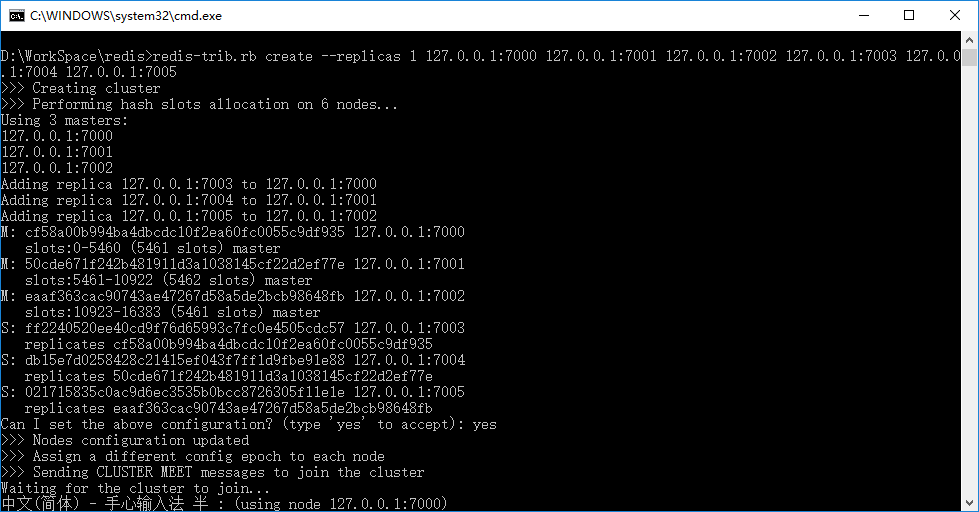 C:\WINDOWS\system32\cmd.exe
D:\WorkSpace\redis>redis-trib.rb create --replicas 1 127.0.0.1:7000 127.0.0.1:7001 127.0.0.1:7002 127.0.0.1:7003 127.0.0
.1:7004 127.0.0.1:7005
>>> Creating cluster
>>> Performing hash slots allocation on 6 nodes...
Using 3 masters:
127.0.0.1:7000
127.0.0.1:7001
127.0.0.1:7002
Adding replica 127.0.0.1:7003 to 127.0.0.1:7000
Adding replica 127.0.0.1:7004 to 127.0.0.1:7001
Adding replica 127.0.0.1:7005 to 127.0.0.1:7002
M: cf58a00b994ba4dbcdc10f2ea60fc0055c9df935 127.0.0.1:7000
   slots:0-5460 (5461 slots) master
M: 50cde671f242b481911d3a1038145cf22d2ef77e 127.0.0.1:7001
   slots:5461-10922 (5462 slots) master
M: eaaf363cac90743ae47267d58a5de2bcb98648fb 127.0.0.1:7002
   slots:10923-16383 (5461 slots) master
S: ff2240520ee40cd9f76d65993c7fc0e4505cdc57 127.0.0.1:7003
   replicates cf58a00b994ba4dbcdc10f2ea60fc0055c9df935
S: db15e7d0258428c21415ef043f7ff1d9fbe91e88 127.0.0.1:7004
   replicates 50cde671f242b481911d3a1038145cf22d2ef77e
S: 021715835c0ac9d6ec3535b0bcc8726305f11e1e 127.0.0.1:7005
   replicates eaaf363cac90743ae47267d58a5de2bcb98648fb
Can I set the above configuration? (type 'yes' to accept): yes
>>> Nodes configuration updated
>>> Assign a different config epoch to each node
>>> Sending CLUSTER MEET messages to join the cluster
Waiting for the cluster to join...
中文(简体) - 手心输入法 半 : (using node 127.0.0.1:7000)